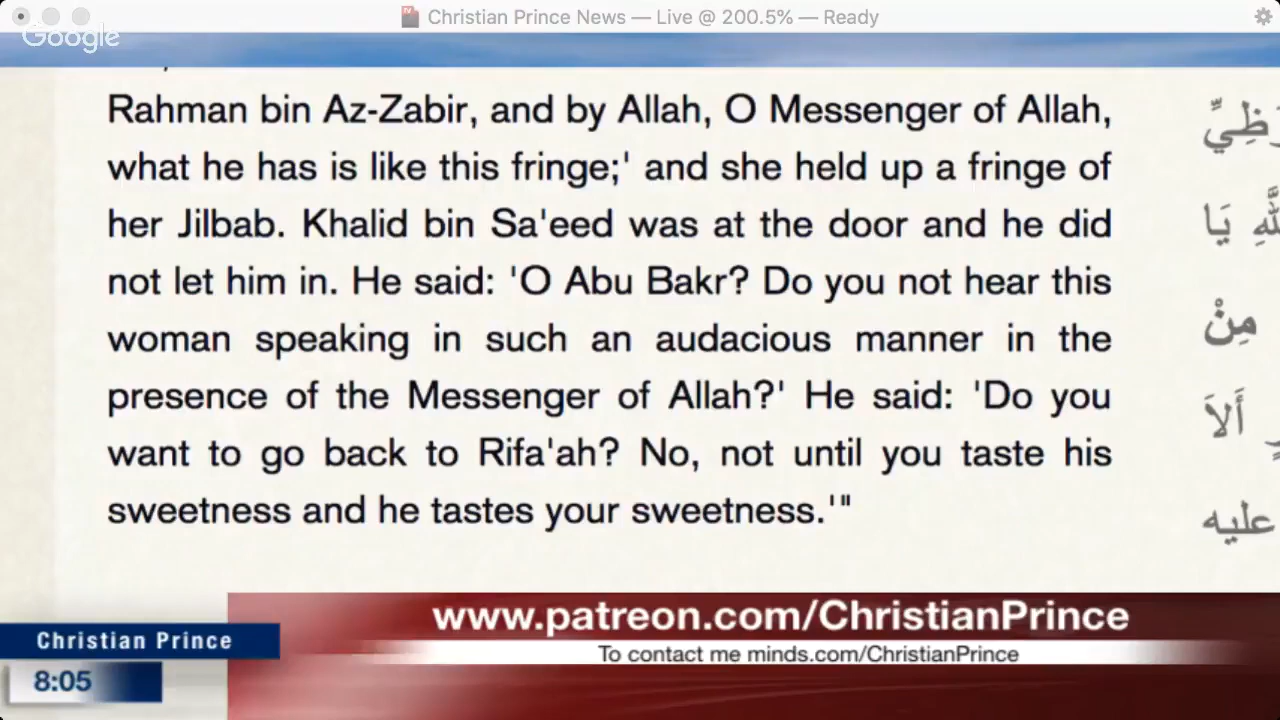 Christian Prince News — Live @ 200.5% — Ready
Google
Rahman bin Az-Zabir, and by Allah, O Messenger of Allah,
what he has is like this fringe;' and she held up a fringe of
her Jilbab. Khalid bin Sa'eed was at the door and he did
not let him in. He said: 'O Abu Bakr? Do you not hear this
woman speaking in such an audacious manner in the
presence of the Messenger of Allah?' He said: 'Do you
want to go back to Rifa'ah? No, not until you taste his
sweetness and he tastes your sweetness.'"
يَا
مِنْ
أَلاَ
عليه
www.patreon.com/ChristianPrince
To contact me minds.com/ChristianPrince
Christian Prince
8:05